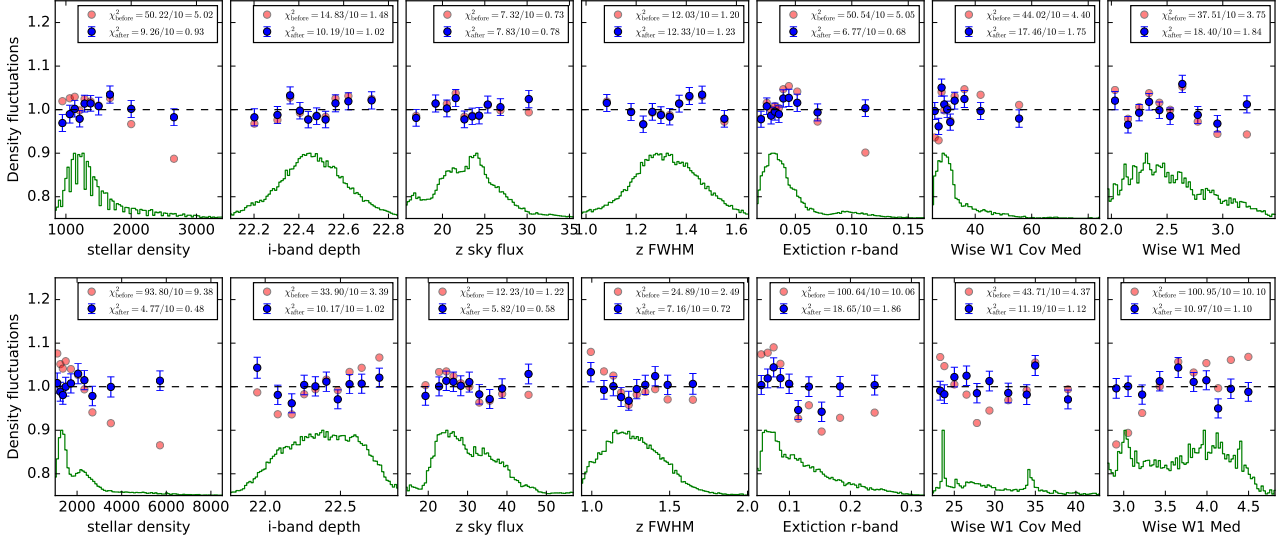 χ²before = 50.22/10 = 5.02
χ²after = 9.26/10 = 0.93
χ²before = 14.83/10 = 1.48
χ²after = 10.19/10 = 1.02
χ²before = 7.32/10 = 0.73
χ²after = 7.83/10 = 0.78
χ²before = 12.03/10 = 1.20
χ²after = 12.33/10 = 1.23
χ²before = 50.54/10 = 5.05
χ²after = 6.77/10 = 0.68
χ²before = 44.02/10 = 4.40
χ²after = 17.46/10 = 1.75
χ²before = 37.51/10 = 3.75
χ²after = 18.40/10 = 1.84
Density fluctuations
1.2
1.1
1.0
0.9
0.8
1000 2000 3000
22.2 22.4 22.6 22.8
20 25 30 35
1.0 1.2 1.4 1.6
0.05 0.10 0.15
40 60 80
2.0 2.5 3.0
stellar density
i-band depth
z sky flux
z FWHM
Extiction r-band
Wise W1 Cov Med
Wise W1 Med
χ²before = 93.80/10 = 9.38
χ²after = 4.77/10 = 0.48
χ²before = 33.90/10 = 3.39
χ²after = 10.17/10 = 1.02
χ²before = 12.23/10 = 1.22
χ²after = 5.82/10 = 0.58
χ²before = 24.89/10 = 2.49
χ²after = 7.16/10 = 0.72
χ²before = 100.64/10 = 10.06
χ²after = 18.65/10 = 1.86
χ²before = 43.71/10 = 4.37
χ²after = 11.19/10 = 1.12
χ²before = 100.95/10 = 10.10
χ²after = 10.97/10 = 1.10
Density fluctuations
1.2
1.1
1.0
0.9
0.8
2000 4000 6000 8000
22.0 22.5
20 30 40 50
1.0 1.5 2.0
0.1 0.2 0.3
25 30 35 40
3.0 3.5 4.0 4.5
stellar density
i-band depth
z sky flux
z FWHM
Extiction r-band
Wise W1 Cov Med
Wise W1 Med